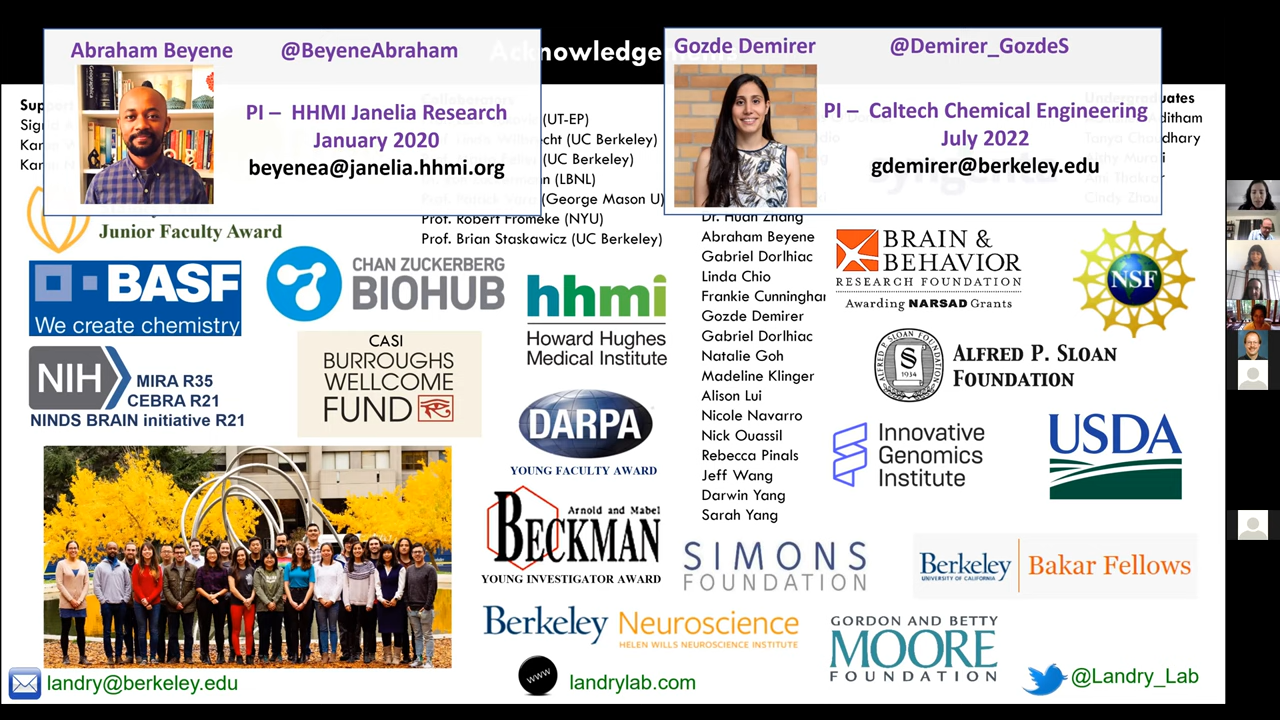 Abraham Beyene @BeyeneAbraham
PI – HHMI Janelia Research
January 2020
beyenea@janelia.hhmi.org
Gozde Demirer @Demirer_GozdeS
PI – Caltech Chemical Engineering
July 2022
gdemirer@berkeley.edu
Junior Faculty Award
(UT-EP)
(UC Berkeley)
(UC Berkeley)
(LBNL)
(George Mason U)
Prof. Robert Fromeke (NYU)
Prof. Brian Staskawicz (UC Berkeley)
Dr. Huan Zhang
Abraham Beyene
Gabriel Dorlhiac
Linda Chio
Frankie Cunningha
Gozde Demirer
Gabriel Dorlhiac
Natalie Goh
Madeline Klinger
Alison Lui
Nicole Navarro
Nick Ouassil
Rebecca Pinals
Jeff Wang
Darwin Yang
Sarah Yang
BASF
We create chemistry
CHAN ZUCKERBERG
BIOHUB
hhmi
Howard Hughes
Medical Institute
BRAIN &
BEHAVIOR
RESEARCH FOUNDATION
Awarding NARSAD Grants
NSF
NIH
MIRA R35
CEBRA R21
NINDS BRAIN initiative R21
CASI
BURROUGHS
WELLCOME
FUND
DARPA
YOUNG FACULTY AWARD
ALFRED P. SLOAN
FOUNDATION
1934
Innovative
Genomics
Institute
USDA
Arnold and Mabel
BECKMAN
YOUNG INVESTIGATOR AWARD
SIMONS
FOUNDATION
Berkeley
UNIVERSITY OF CALIFORNIA
Bakar Fellows
Berkeley Neuroscience
HELEN WILLS NEUROSCIENCE INSTITUTE
GORDON AND BETTY
MOORE
FOUNDATION
landry@berkeley.edu
www
landrylab.com
@Landry_Lab